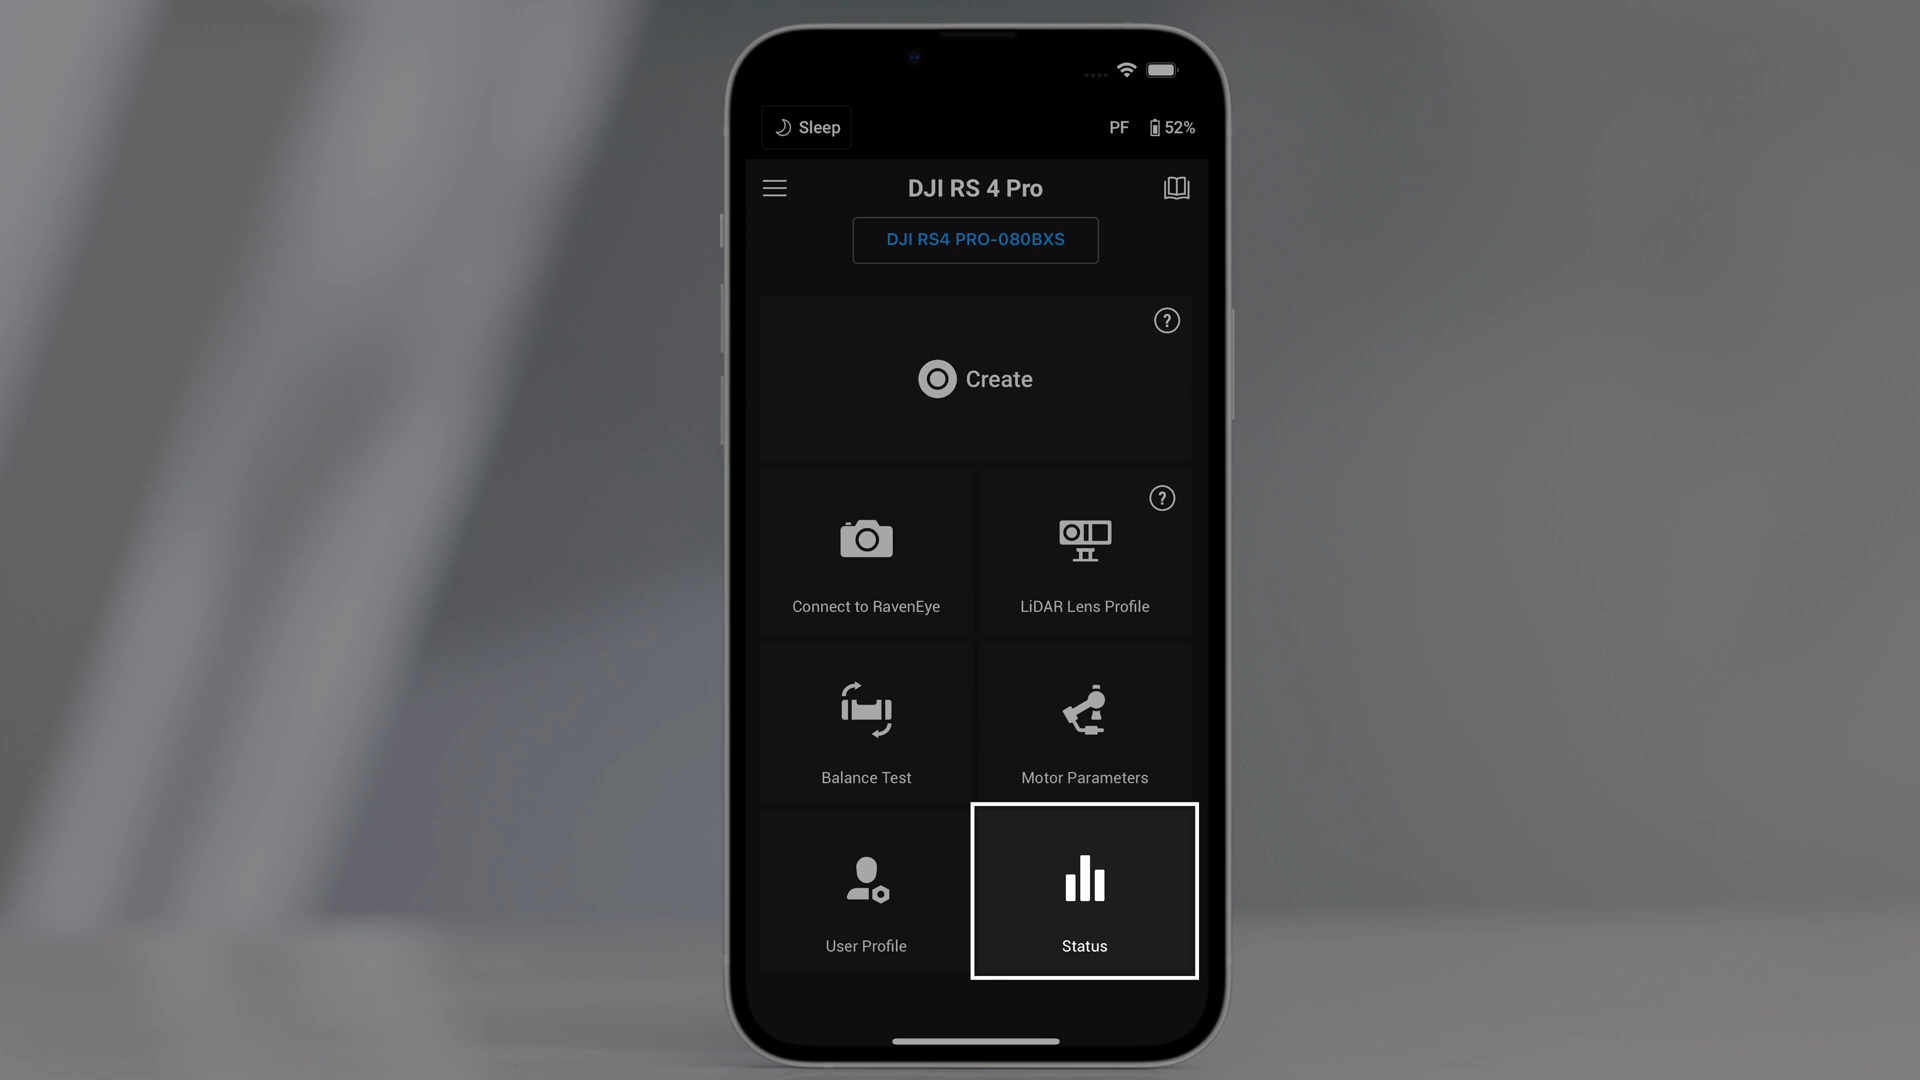 Sleep
PF 52%
DJI RS 4 Pro
DJI RS4 PRO-080BXS
?
Create
?
Connect to RavenEye
LiDAR Lens Profile
Balance Test
Motor Parameters
User Profile
Status